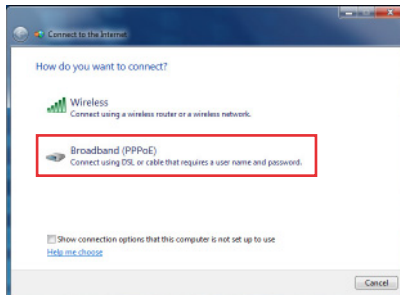 Connect to the Internet
How do you want to connect?
Wireless
Connect using a wireless router or a wireless network.
Broadband (PPPoE)
Connect using DSL or cable that requires a user name and password.
Show connection options that this computer is not set up to use
Help me choose
Cancel